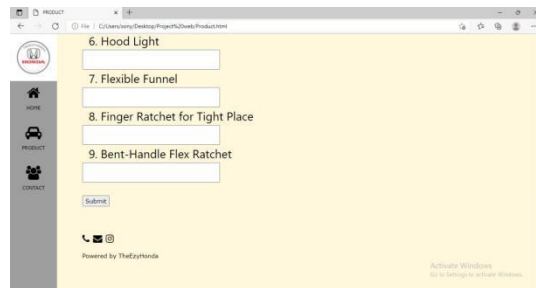 PRODUCT
File | C:/Users/sony/Desktop/Project%20web/Product.html
HONDA
6. Hood Light
7. Flexible Funnel
HOME
8. Finger Ratchet for Tight Place
PRODUCT
9. Bent-Handle Flex Ratchet
CONTACT
Submit
Powered by TheEzyHonda
Activate Windows
Go to Settings to activate Windows.